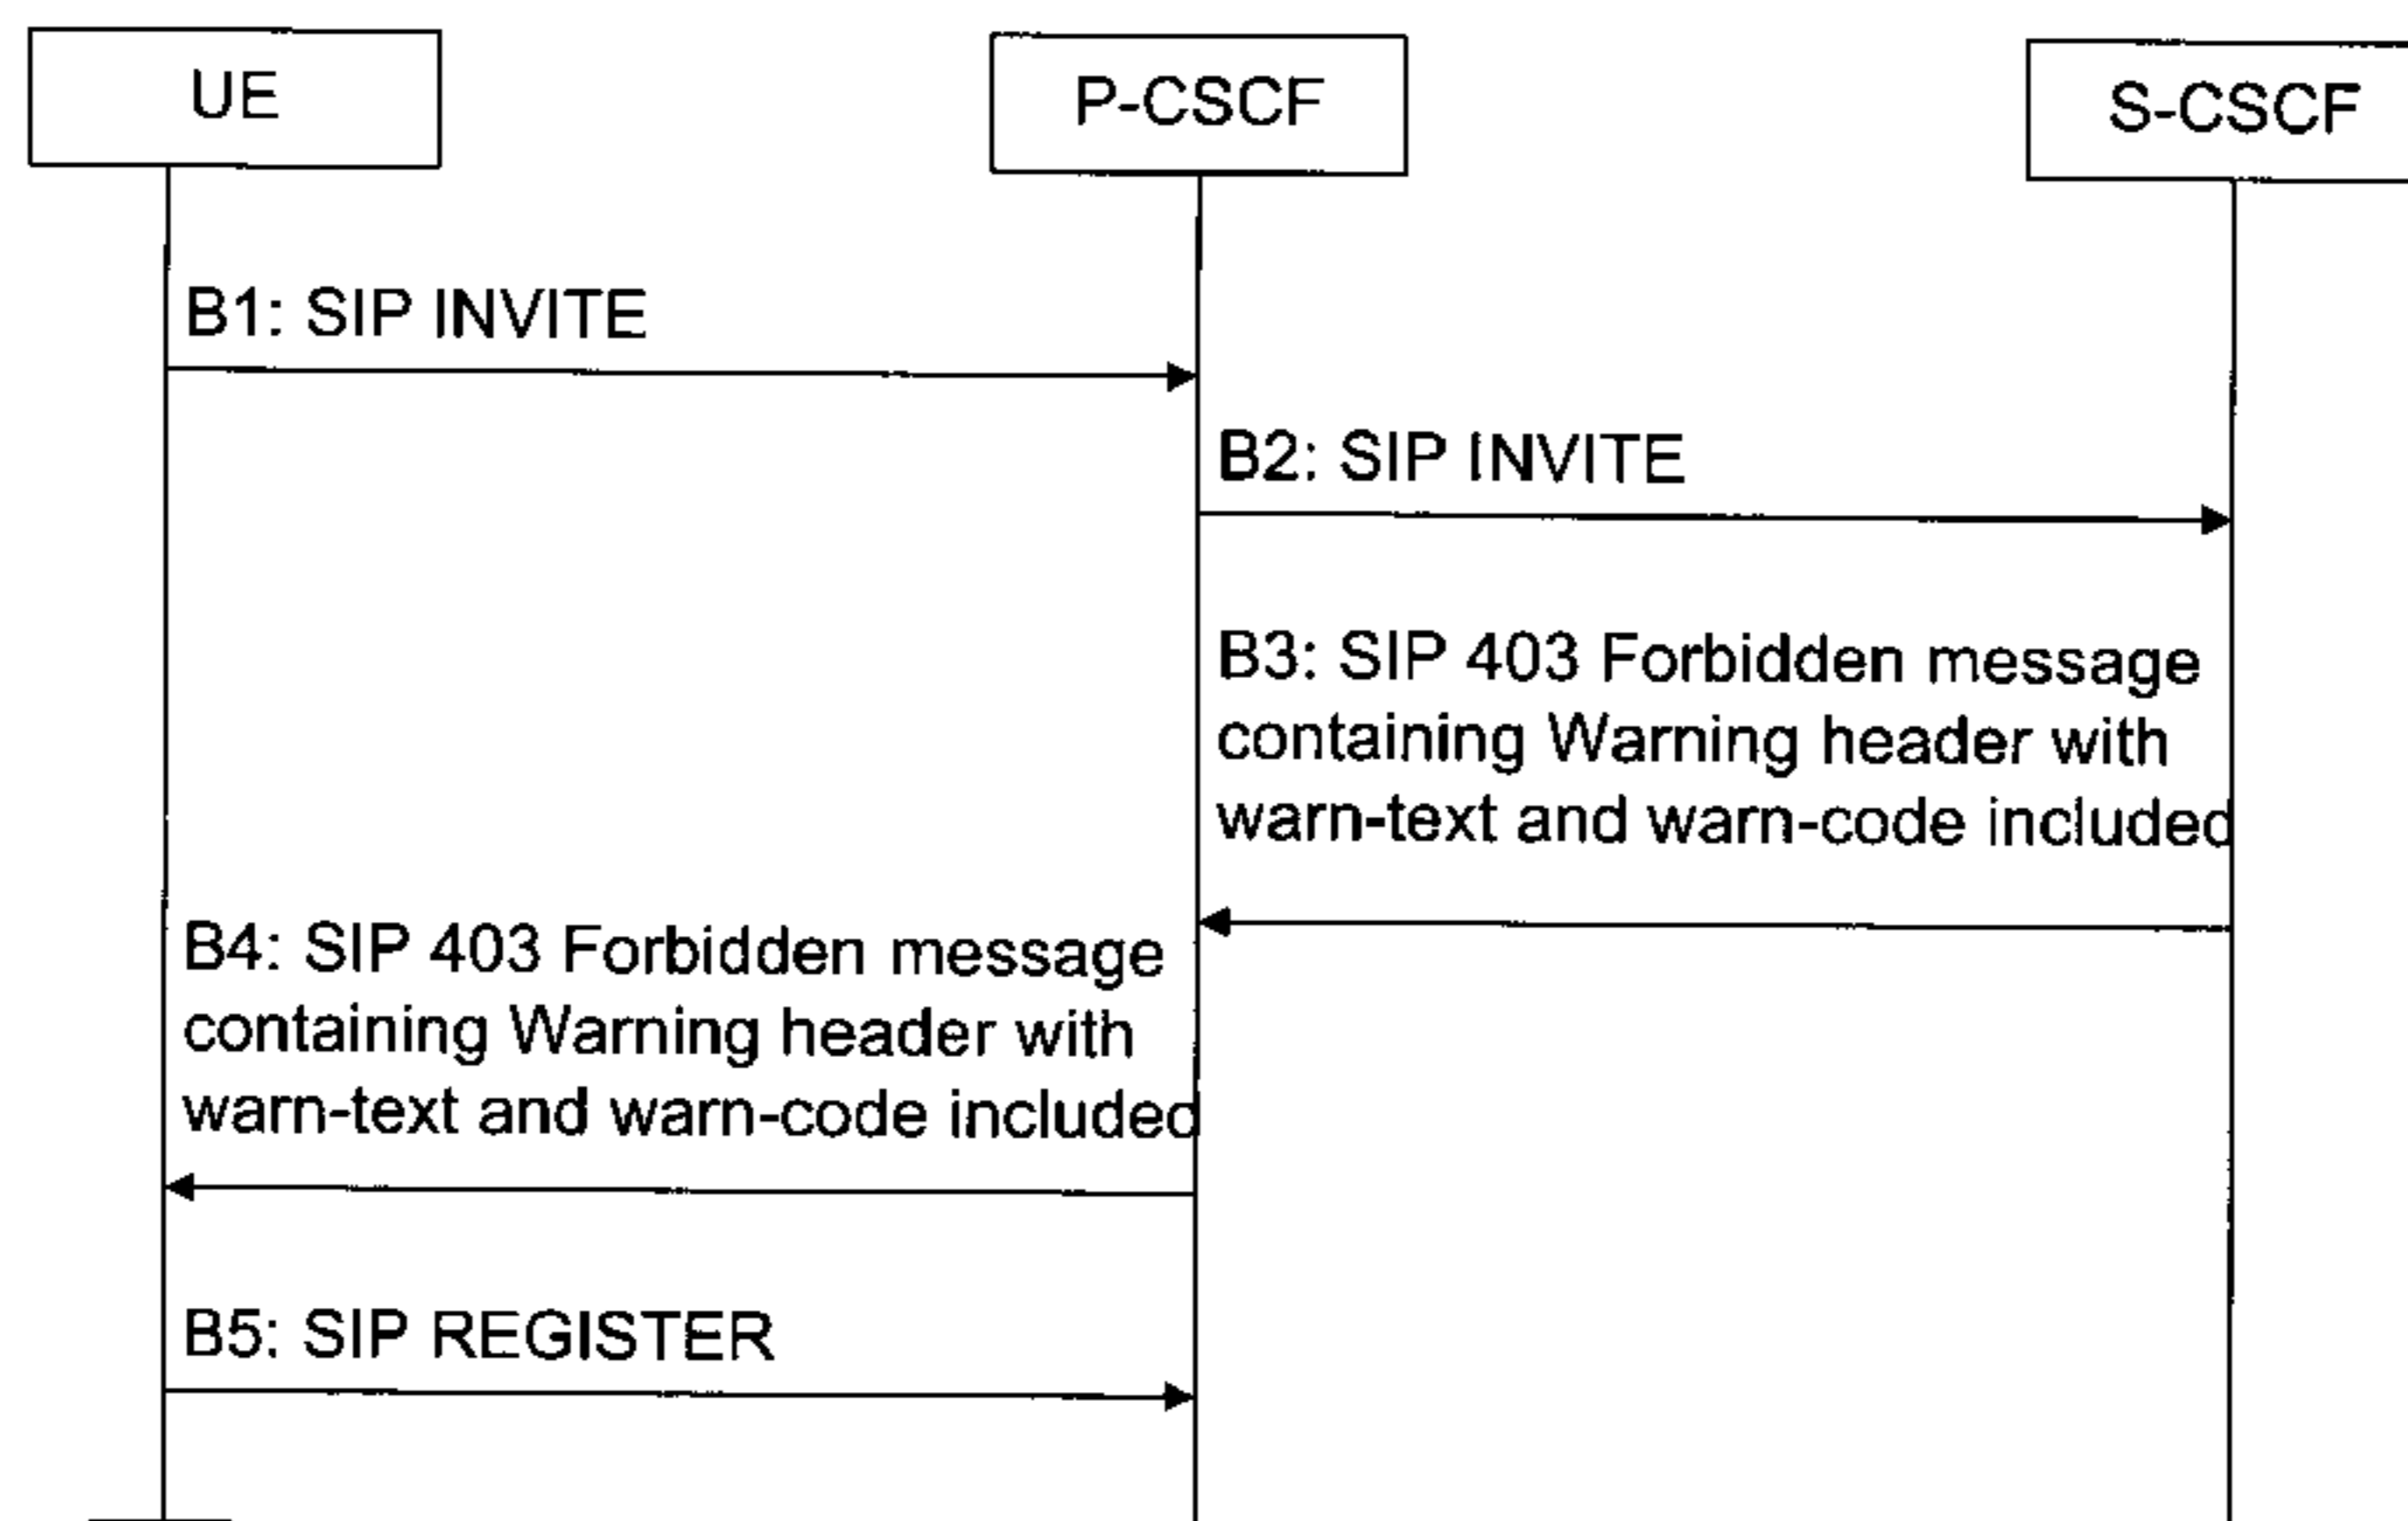 UE
P-CSCF
S-CSCF
B1: SIP INVITE
B2: SIP INVITE
B3: SIP 403 Forbidden message
containing Warning header with
warn-text and warn-code included
B4: SIP 403 Forbidden message
containing Warning header with
warn-text and warn-code included
B5: SIP REGISTER